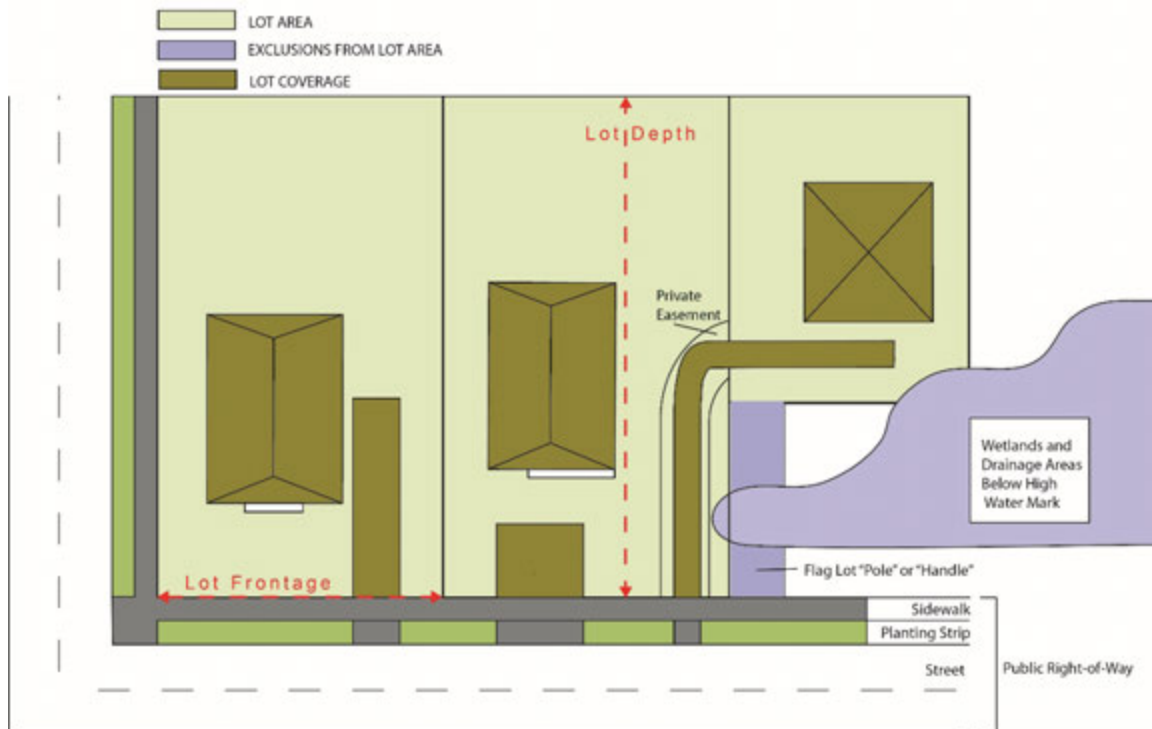 LOT AREA
EXCLUSIONS FROM LOT AREA
LOT COVERAGE
Lot Depth
Private
Easement
Wetlands and
Drainage Areas
Below High
Water Mark
Flag Lot "Pole" or "Handle"
Lot Frontage
Sidewalk
Planting Strip
Street
Public Right-of-Way